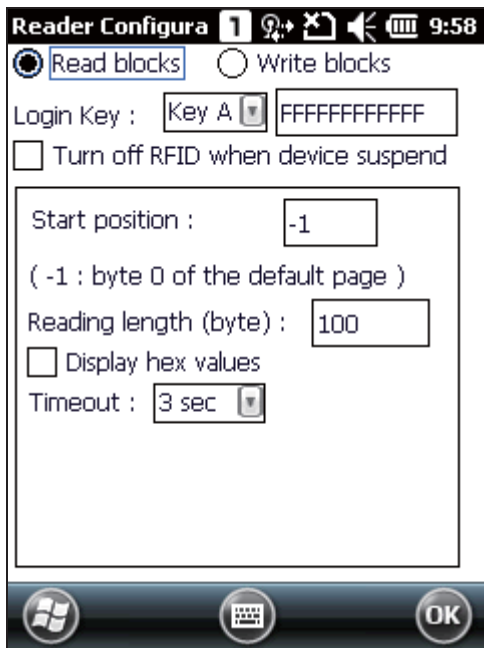 Reader Configura 1 9:58
Read blocks Write blocks
Login Key : Key A FFFFFFFFFFFF
Turn off RFID when device suspend
Start position : -1
( -1 : byte 0 of the default page )
Reading length (byte) : 100
Display hex values
Timeout : 3 sec
OK